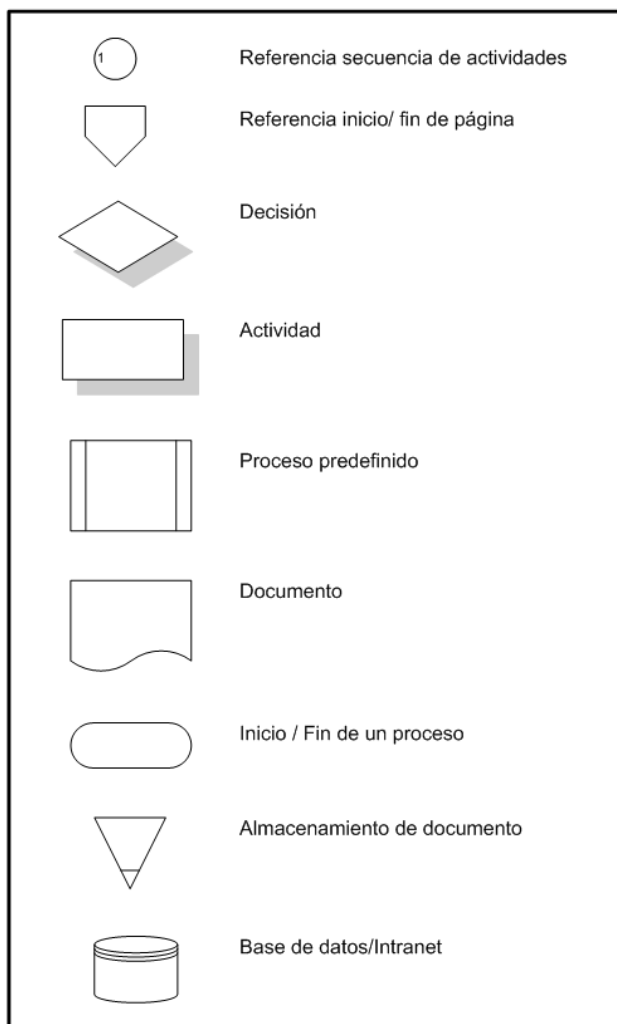 1 Referencia secuencia de actividades
Referencia inicio/ fin de página
Decisión
Actividad
Proceso predefinido
Documento
Inicio / Fin de un proceso
Almacenamiento de documento
Base de datos/Intranet